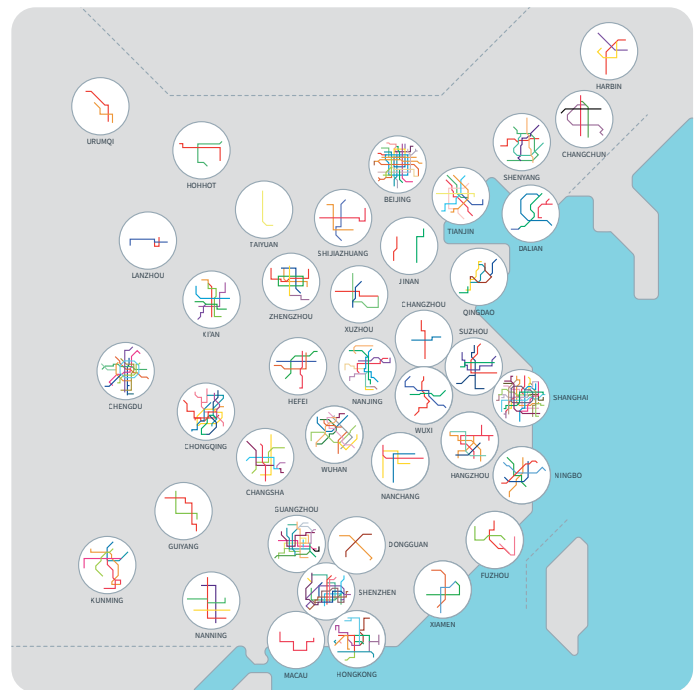 HARBIN
URUMQI
CHANGCHUN
SHENYANG
HOHHOT
BEIJING
TIANJIN
DALIAN
TAIYUAN
SHIJIAZHUANG
LANZHOU
JINAN
CHANGZHOU
QINGDAO
ZHENGZHOU
XUZHOU
SUZHOU
XI'AN
HEFEI
NANJING
SHANGHAI
CHENGDU
WUXI
CHONGQING
WUHAN
HANGZHOU
NINGBO
CHANGSHA
NANCHANG
GUANGZHOU
GUIYANG
DONGGUAN
FUZHOU
KUNMING
SHENZHEN
XIAMEN
NANNING
MACAU
HONGKONG